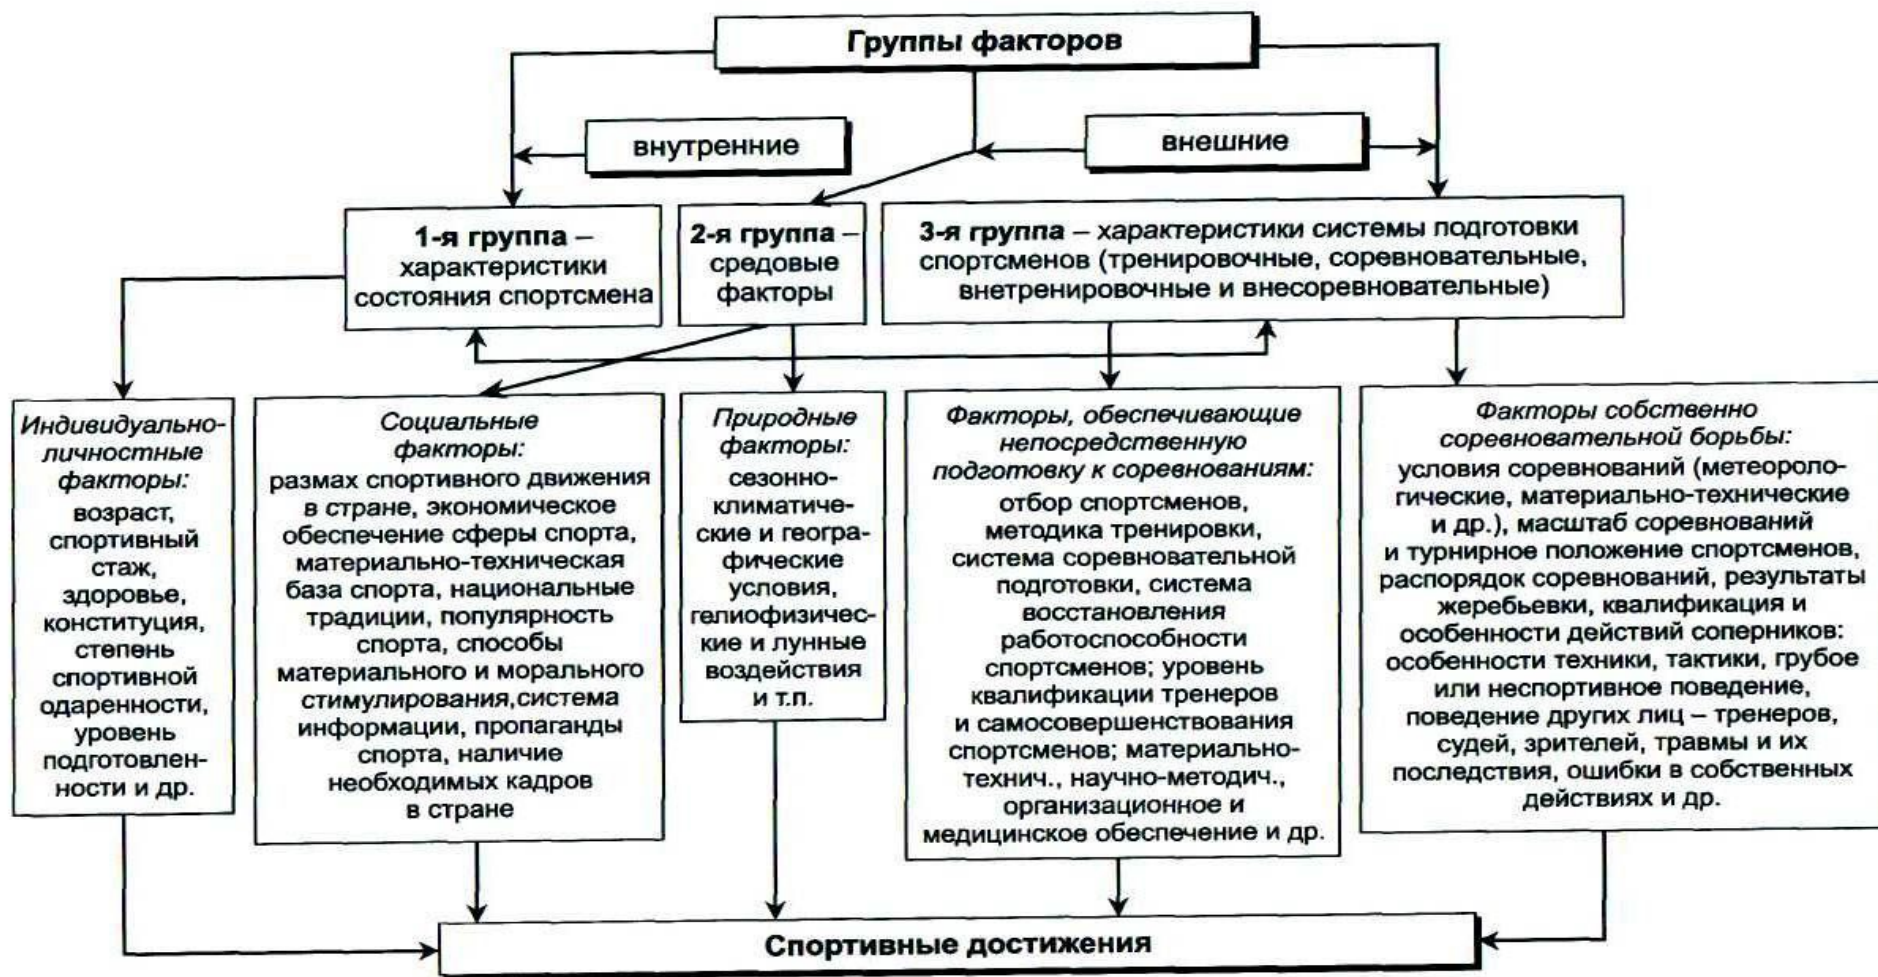 Группы факторов
внутренние
внешние
1-я группа –
характеристики
состояния спортсмена
2-я группа –
средовые
факторы
3-я группа – характеристики системы подготовки
спортсменов (тренировочные, соревновательные,
внетренировочные и внесоревновательные)
Индивидуально-
личностные
факторы:
возраст,
спортивный
стаж,
здоровье,
конституция,
степень
спортивной
одаренности,
уровень
подготовлен-
ности и др.
Социальные
факторы:
размах спортивного движения
в стране, экономическое
обеспечение сферы спорта,
материально-техническая
база спорта, национальные
традиции, популярность
спорта, способы
материального и морального
стимулирования,система
информации, пропаганды
спорта, наличие
необходимых кадров
в стране
Природные
факторы:
сезонно-
климатиче-
ские и геогра-
фические
условия,
гелиофизичес-
кие и лунные
воздействия
и т.п.
Факторы, обеспечивающие
непосредственную
подготовку к соревнованиям:
отбор спортсменов,
методика тренировки,
система соревновательной
подготовки, система
восстановления
работоспособности
спортсменов; уровень
квалификации тренеров
и самосовершенствования
спортсменов; материально-
технич., научно-методич.,
организационное и
медицинское обеспечение и др.
Факторы собственно
соревновательной борьбы:
условия соревнований (метеороло-
гические, материально-технические
и др.), масштаб соревнований
и турнирное положение спортсменов,
распорядок соревнований, результаты
жеребьевки, квалификация и
особенности действий соперников:
особенности техники, тактики, грубое
или неспортивное поведение,
поведение других лиц – тренеров,
судей, зрителей, травмы и их
последствия, ошибки в собственных
действиях и др.
Спортивные достижения